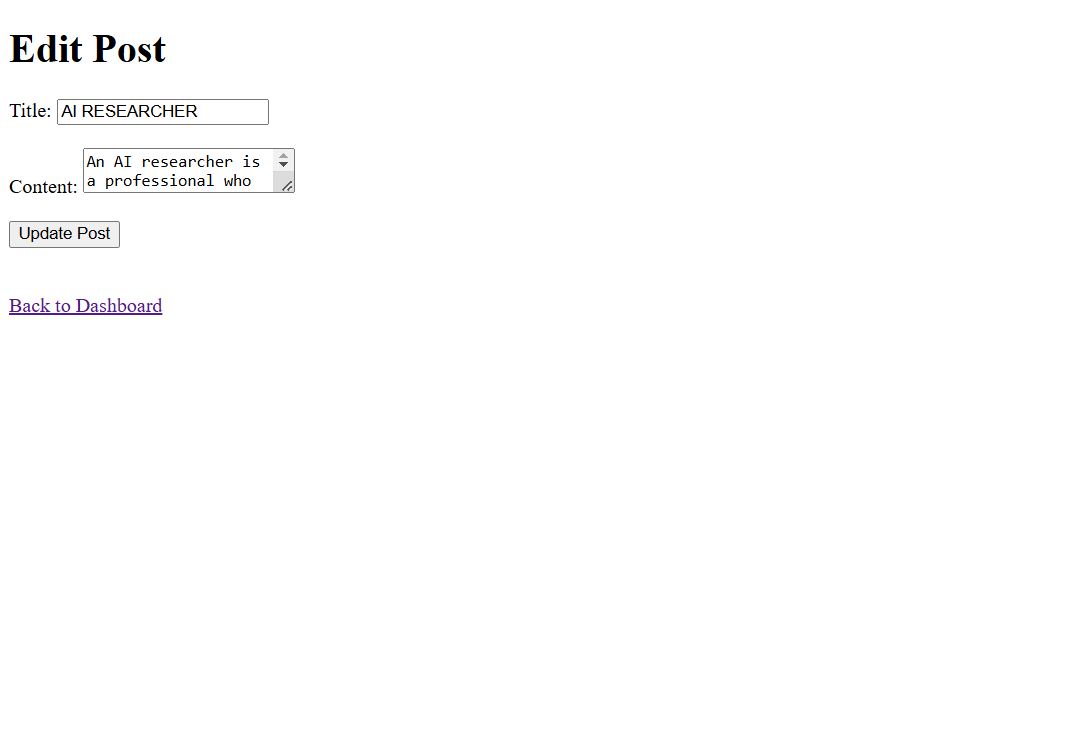 Edit Post
Title: AI RESEARCHER
An AI researcher is
Content: a professional who
Update Post
Back to Dashboard